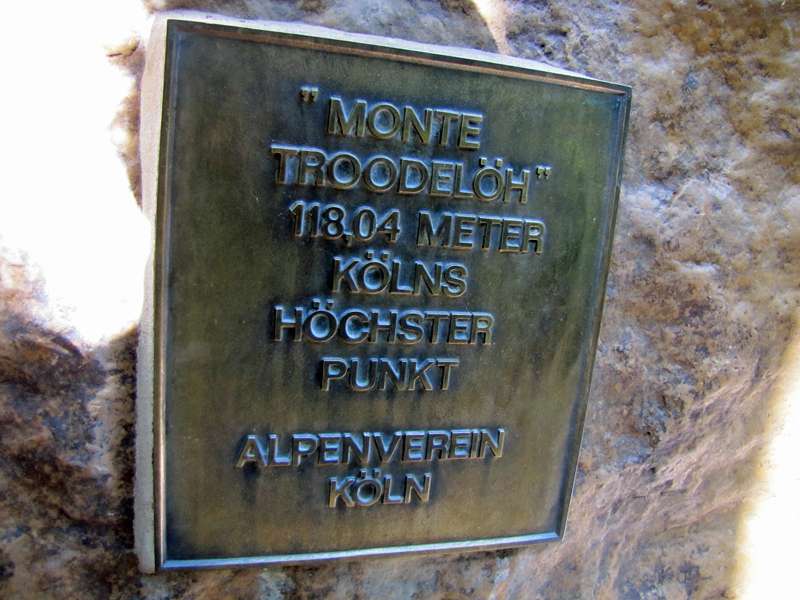 "MONTE
TROODELÖH"
118,04 METER
KÖLNS
HÖCHSTER
PUNKT
ALPENVEREIN
KÖLN